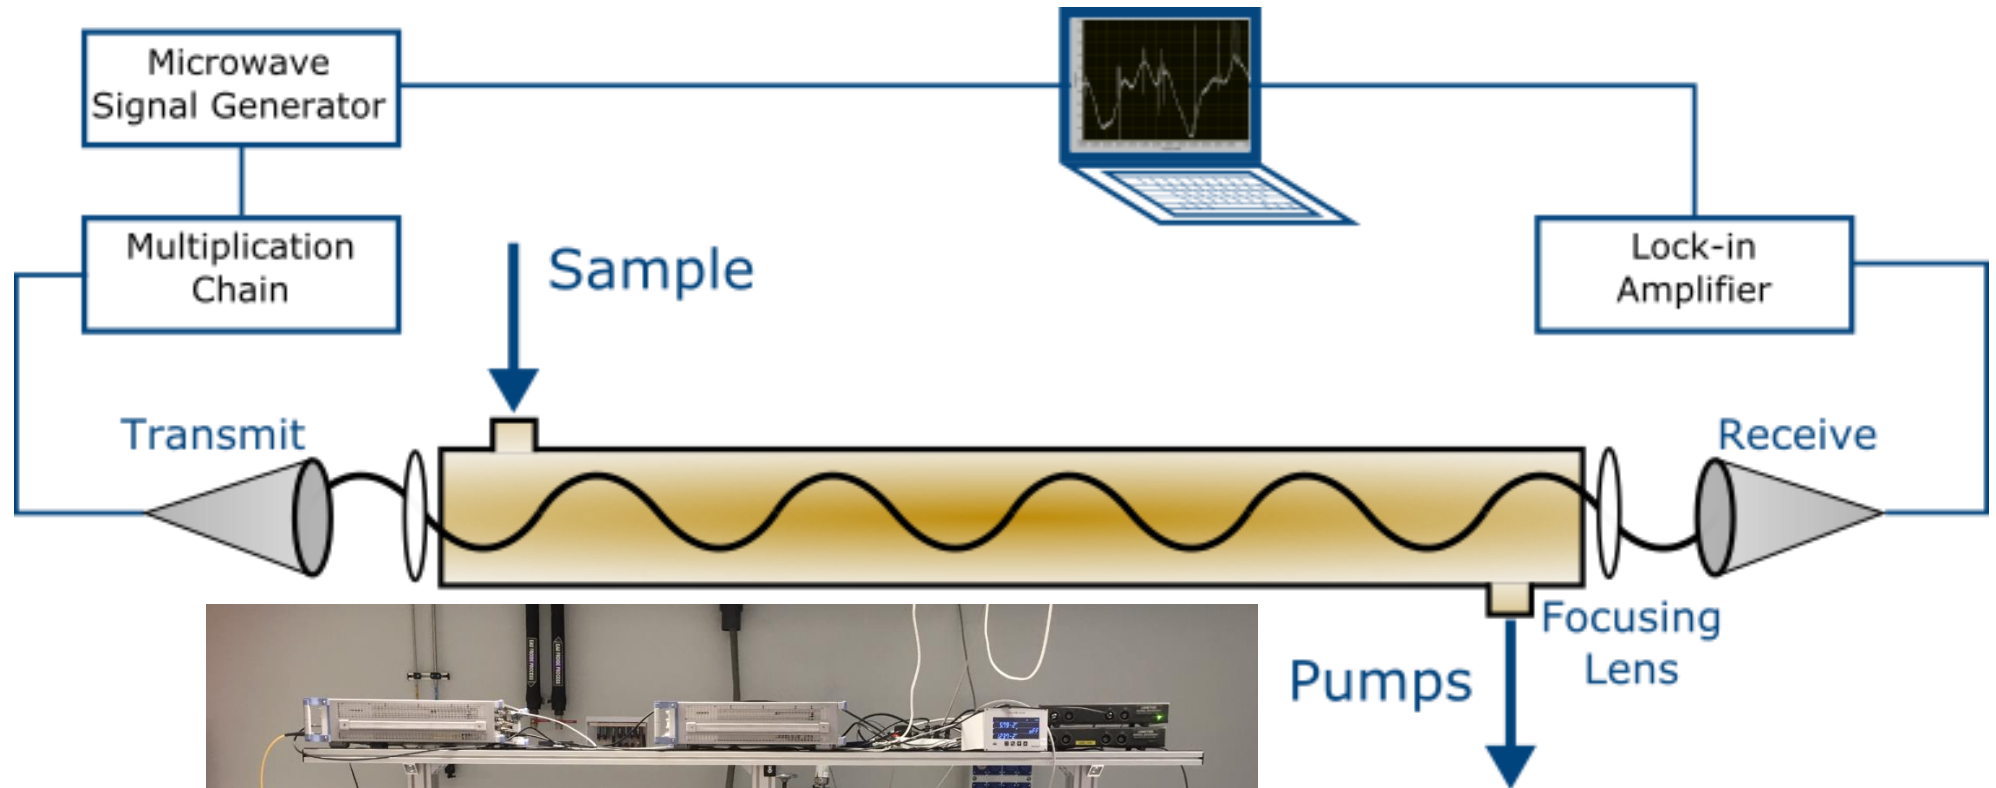 Microwave
Signal Generator
Multiplication
Chain
Sample
Lock-in
Amplifier
Transmit
Receive
Focusing
Lens
Pumps